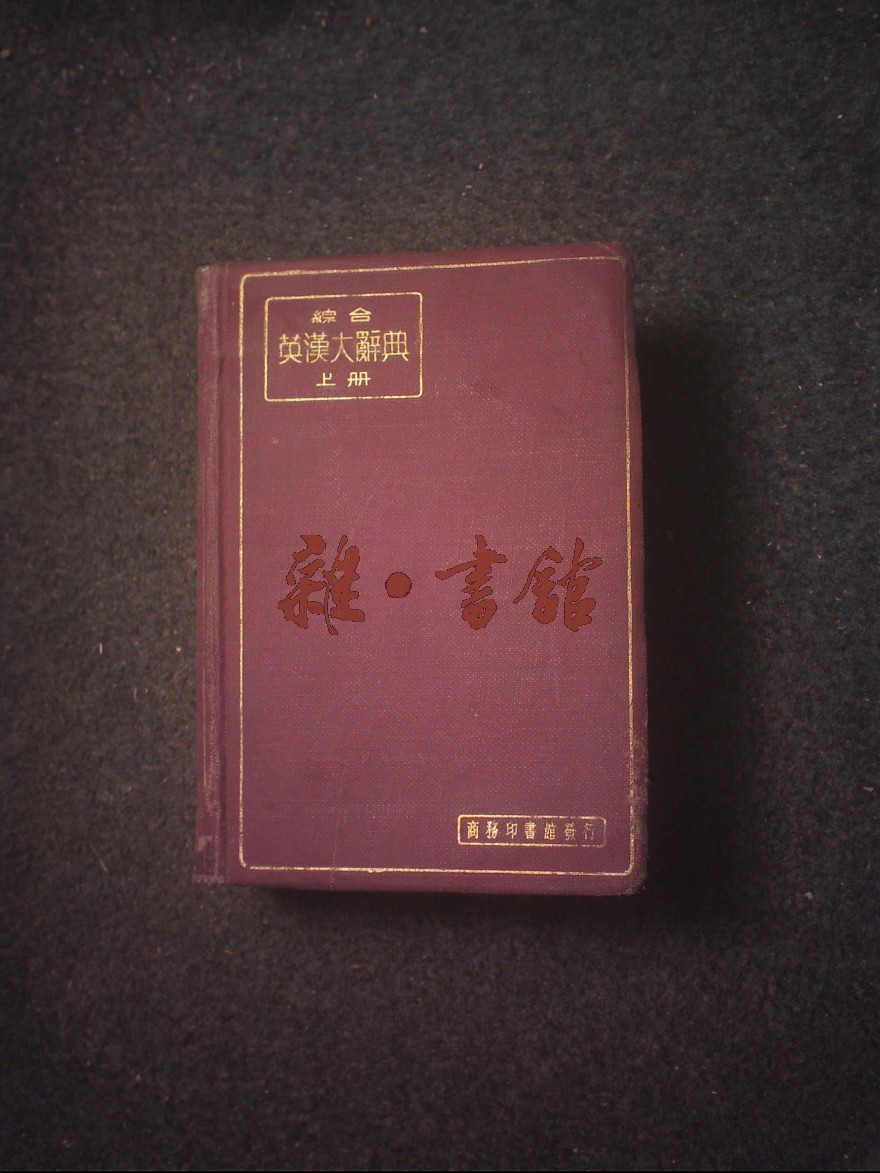 綜合
英漢大辭典
上册
雜·書館
商務印書館發行